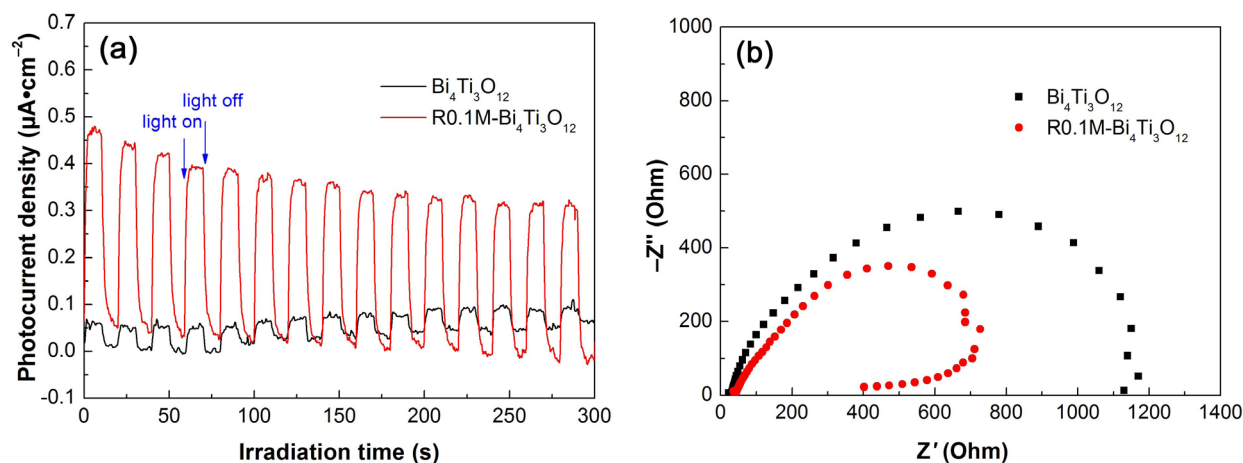 (a)
Bi₄Ti₃O₁₂
R0.1M-Bi₄Ti₃O₁₂
light off
light on
Photocurrent density (μA•cm⁻²)
0.7
0.6
0.5
0.4
0.3
0.2
0.1
0.0
-0.1
0 50 100 150 200 250 300
Irradiation time (s)
(b)
Bi₄Ti₃O₁₂
R0.1M-Bi₄Ti₃O₁₂
–Z'' (Ohm)
1000
800
600
400
200
0
0 200 400 600 800 1000 1200 1400
Z' (Ohm)